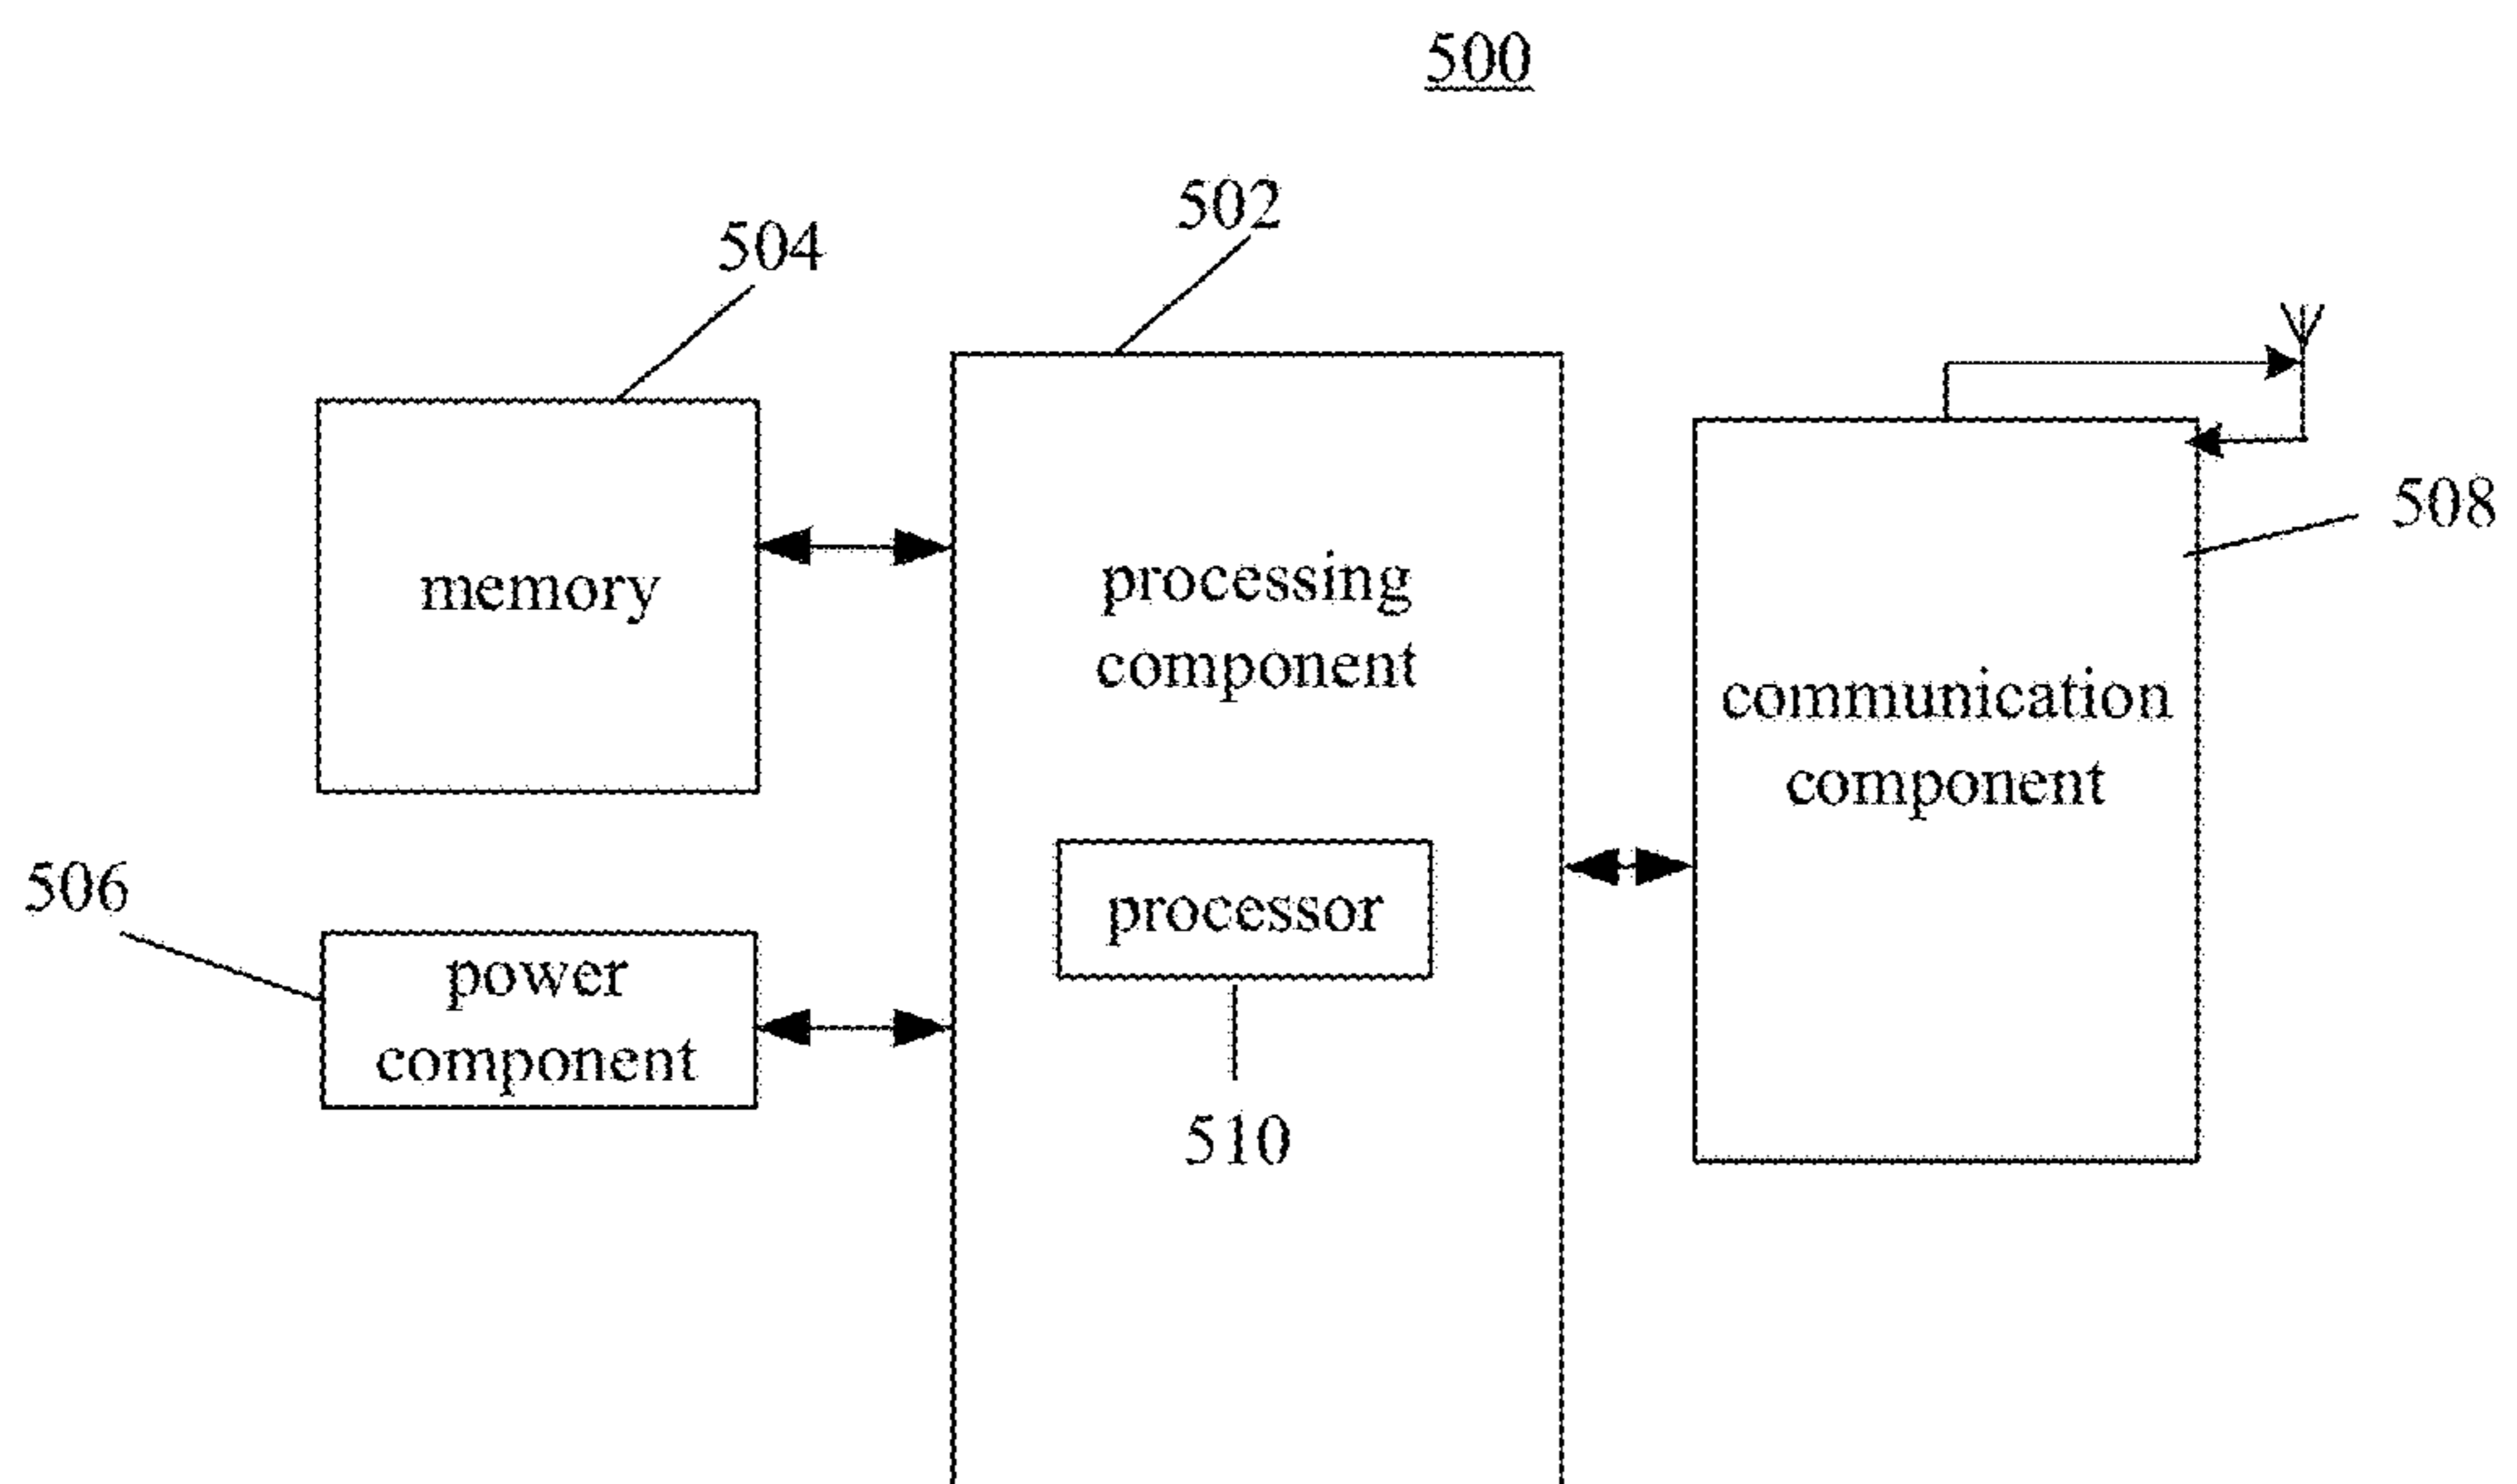 500
502
504
memory
processing
component
508
communication
component
506
power
component
processor
510